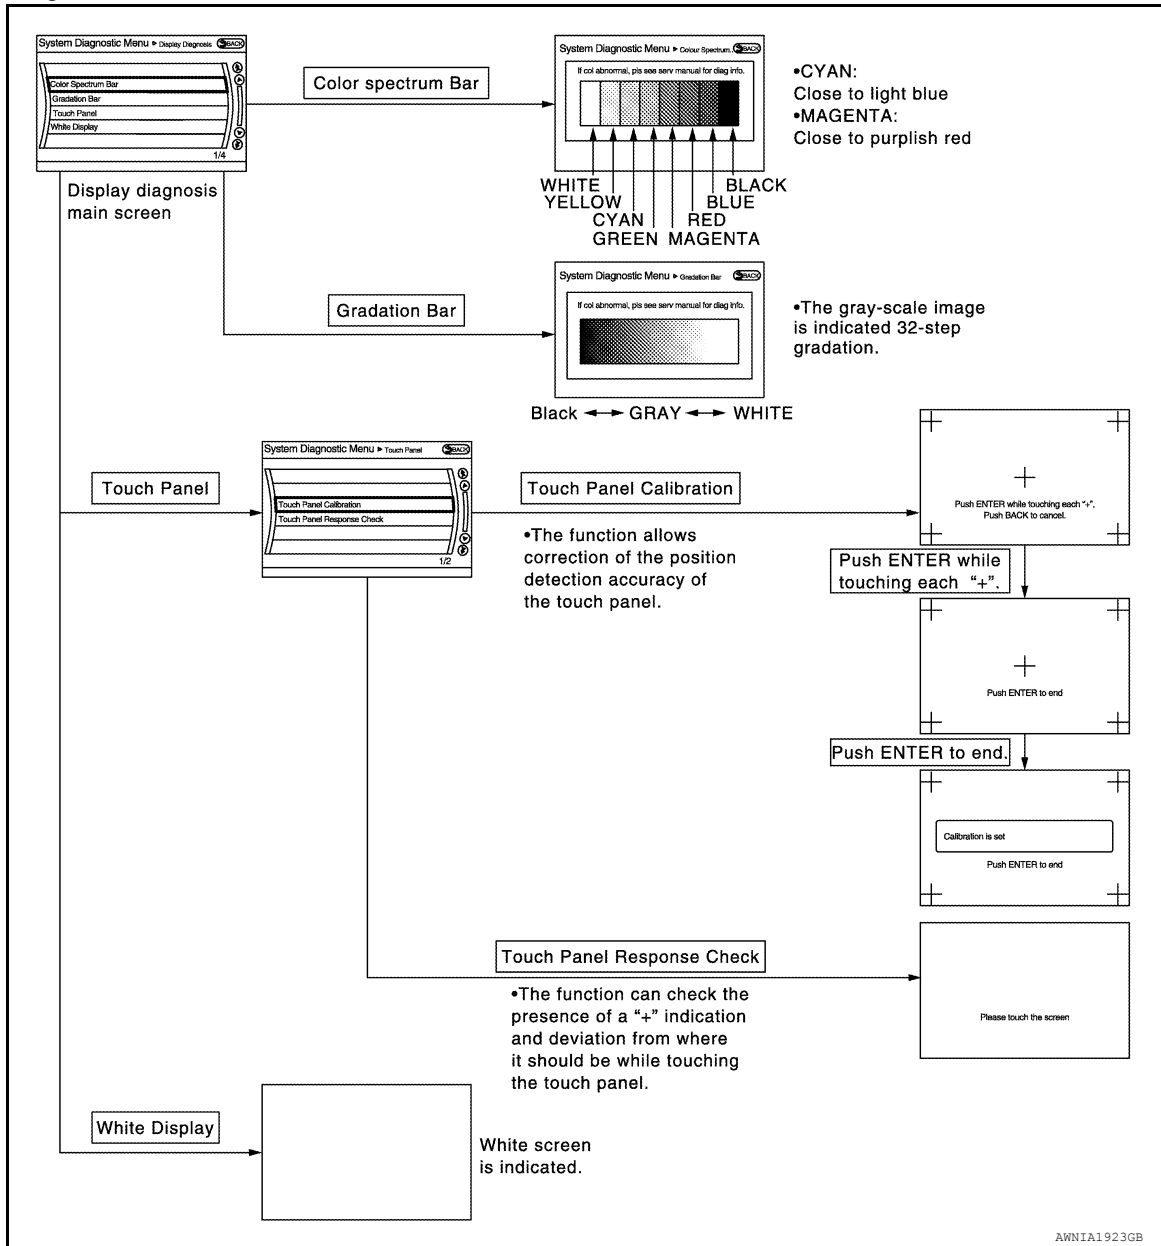 System Diagnostic Menu ▶ Display Diagnosis BACK
Color Spectrum Bar
Gradation Bar
Touch Panel
White Display
1/4
Display diagnosis
main screen
Color spectrum Bar
System Diagnostic Menu ▶ Colour Spectrum.. BACK
If col abnormal, pls see serv manual for diag info.
WHITE
YELLOW
CYAN
GREEN
MAGENTA
RED
BLUE
BLACK
•CYAN:
Close to light blue
•MAGENTA:
Close to purplish red
Gradation Bar
System Diagnostic Menu ▶ Gradation Bar BACK
If col abnormal, pls see serv manual for diag info.
Black ↔ GRAY ↔ WHITE
•The gray-scale image
is indicated 32-step
gradation.
Touch Panel
System Diagnostic Menu ▶ Touch Panel BACK
Touch Panel Calibration
Touch Panel Response Check
1/2
Touch Panel Calibration
•The function allows
correction of the position
detection accuracy of
the touch panel.
Push ENTER while touching each "+",
Push BACK to cancel.
Push ENTER while
touching each "+".
Push ENTER to end
Push ENTER to end.
Calibration is set
Push ENTER to end
Touch Panel Response Check
•The function can check the
presence of a "+" indication
and deviation from where
it should be while touching
the touch panel.
Please touch the screen
White Display
White screen
is indicated.
AWNIA1923GB